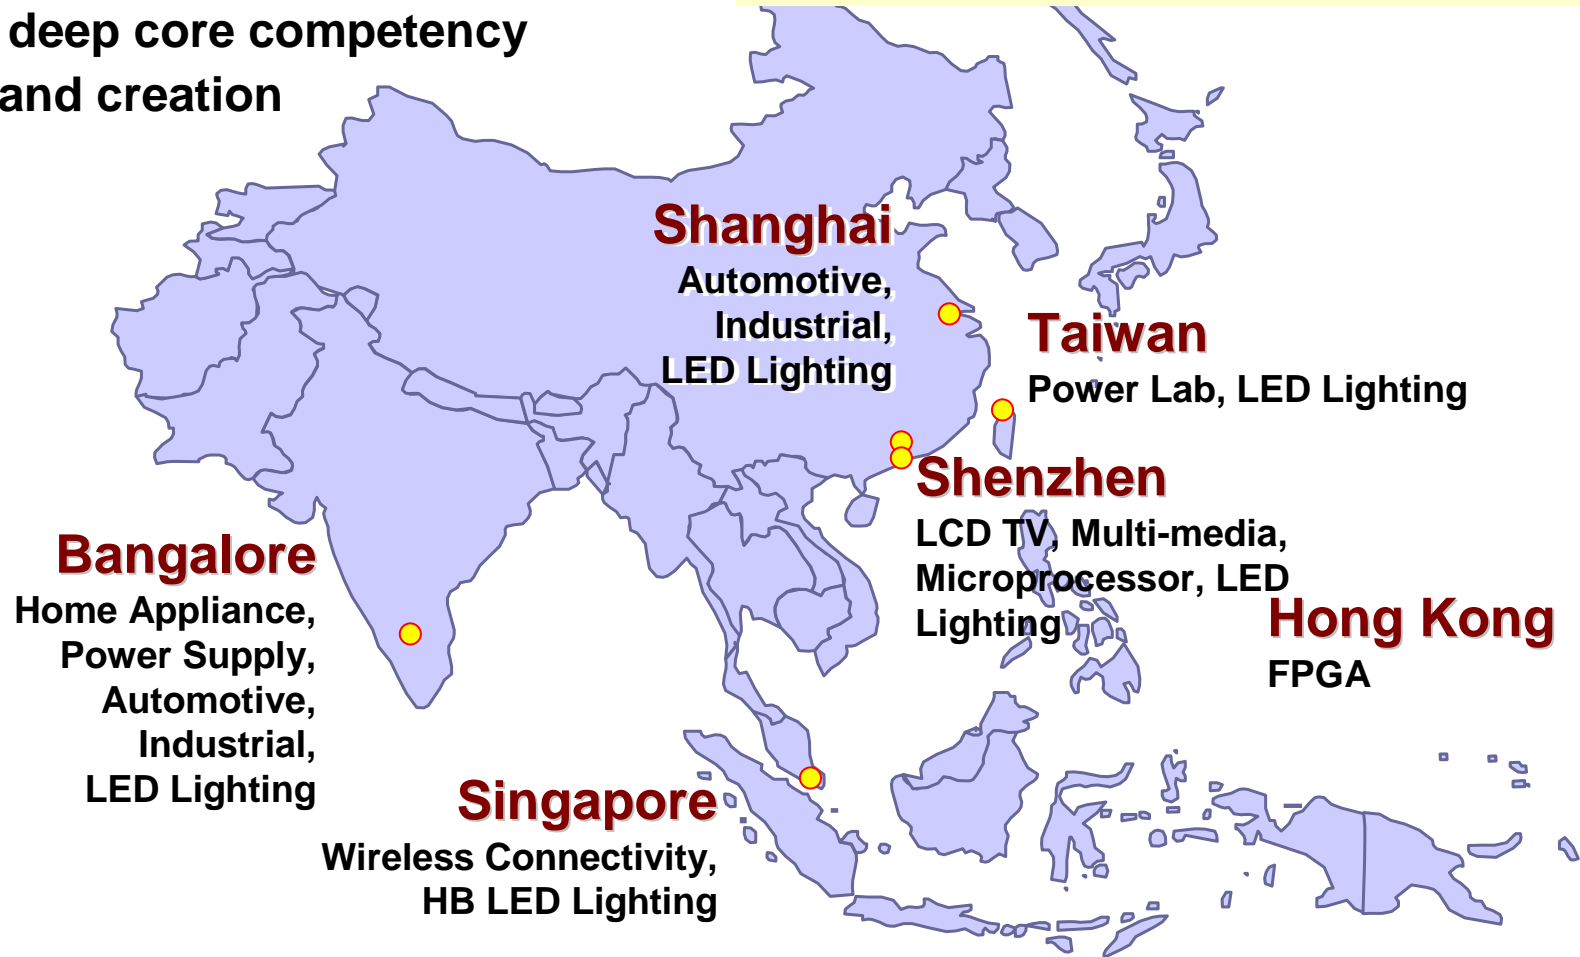 deep core competency
and creation
Shanghai
Automotive,
Industrial,
LED Lighting
Taiwan
Power Lab, LED Lighting
Shenzhen
LCD TV, Multi-media,
Microprocessor, LED
Lighting
Bangalore
Home Appliance,
Power Supply,
Automotive,
Industrial,
LED Lighting
Hong Kong
FPGA
Singapore
Wireless Connectivity,
HB LED Lighting